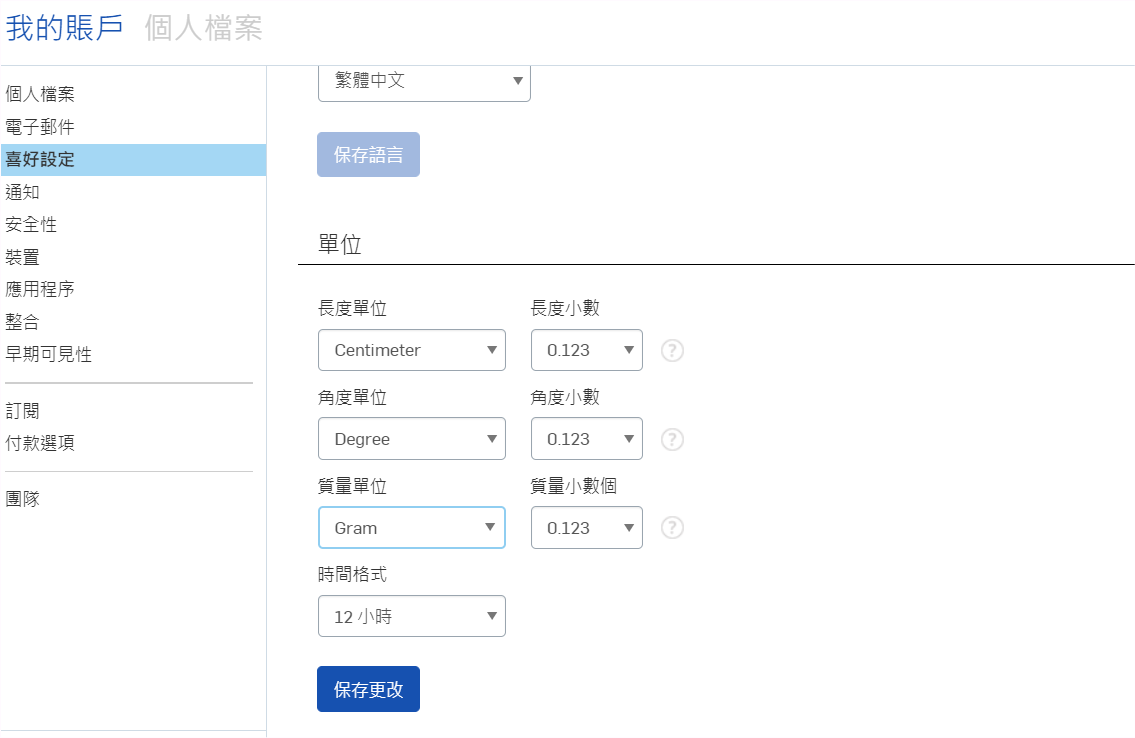 我的賬戶 個人檔案
個人檔案
電子郵件
喜好設定
通知
安全性
裝置
應用程序
整合
早期可見性
訂閱
付款選項
團隊
繁體中文
保存語言
單位
長度單位 長度小數
Centimeter 0.123 ?
角度單位 角度小數
Degree 0.123 ?
質量單位 質量小數個
Gram 0.123 ?
時間格式
12 小時
保存更改